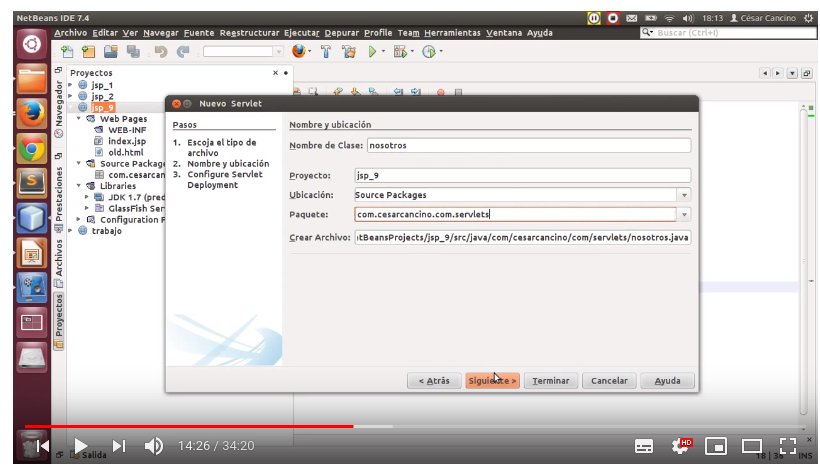 NetBeans IDE 7.4
18:13 César Cancino
Archivo Editar Ver Navegar Fuente Reestructurar Ejecutar Depurar Profile Team Herramientas Ventana Ayuda
Buscar (Ctrl+I)
Proyectos
jsp_1
jsp_2
jsp_9
Web Pages
WEB-INF
index.jsp
old.html
Source Packag
com.cesarcan
Libraries
JDK 1.7 (pred
GlassFish Ser
Configuration F
trabajo
Navegador
Prestaciones
Archivos
Proyectos
Nuevo Servlet
Pasos
1. Escoja el tipo de
archivo
2. Nombre y ubicación
3. Configure Servlet
Deployment
Nombre y ubicación
Nombre de Clase: nosotros
Proyecto: jsp_9
Ubicación: Source Packages
Paquete: com.cesarcancino.com.servlets
Crear Archivo: tBeansProjects/jsp_9/src/java/com/cesarcancino/com/servlets/nosotros.java
< Atrás Siguiente > Terminar Cancelar Ayuda
14:26 / 34:20
HD
Salida
INS